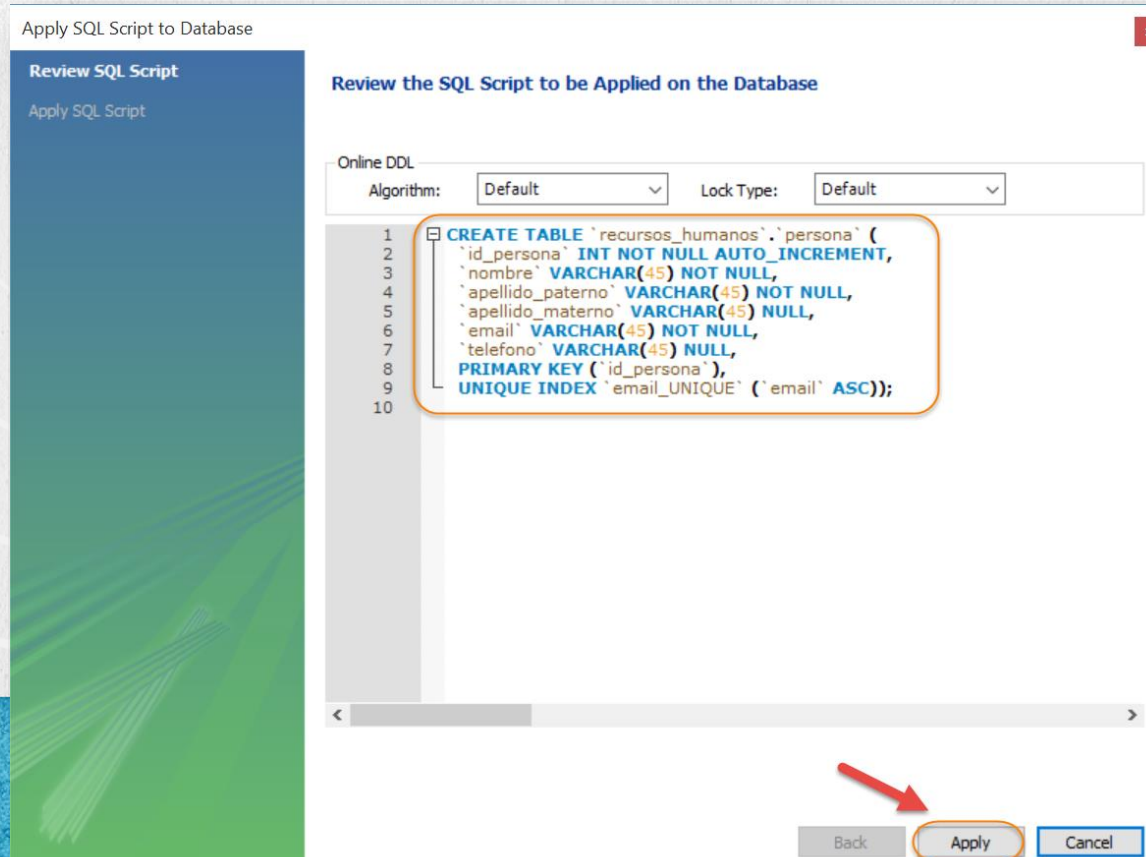 Apply SQL Script to Database
Review SQL Script
Apply SQL Script
Review the SQL Script to be Applied on the Database
Online DDL
Algorithm: Default Lock Type: Default
1 CREATE TABLE `recursos_humanos`.`persona` (
2 `id_persona` INT NOT NULL AUTO_INCREMENT,
3 `nombre` VARCHAR(45) NOT NULL,
4 `apellido_paterno` VARCHAR(45) NOT NULL,
5 `apellido_materno` VARCHAR(45) NULL,
6 `email` VARCHAR(45) NOT NULL,
7 `telefono` VARCHAR(45) NULL,
8 PRIMARY KEY (`id_persona`),
9 UNIQUE INDEX `email_UNIQUE` (`email` ASC));
10
Back Apply Cancel